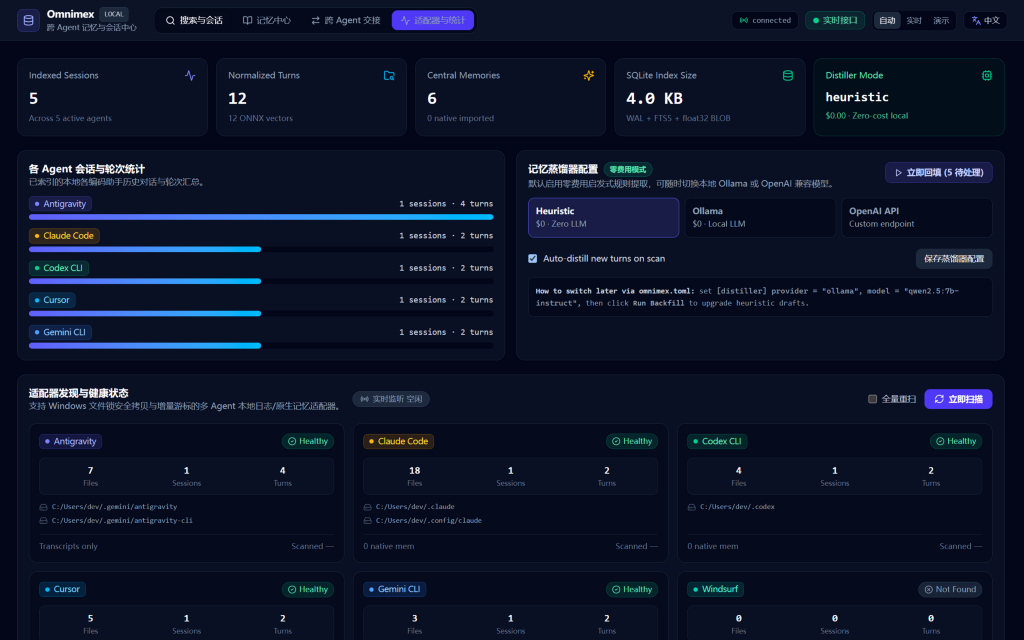 Omnimex LOCAL
跨 Agent 记忆与会话中心
搜索与会话
记忆中心
跨 Agent 交接
适配器与统计
connected
实时接口
自动 实时 演示
中文
Indexed Sessions
5
Across 5 active agents
Normalized Turns
12
12 ONNX vectors
Central Memories
6
0 native imported
SQLite Index Size
4.0 KB
WAL + FTS5 + float32 BLOB
Distiller Mode
heuristic
$0.00 · Zero-cost local
各 Agent 会话与轮次统计
已索引的本地各编码助手历史对话与轮次汇总。
Antigravity 1 sessions · 4 turns
Claude Code 1 sessions · 2 turns
Codex CLI 1 sessions · 2 turns
Cursor 1 sessions · 2 turns
Gemini CLI 1 sessions · 2 turns
记忆蒸馏器配置 零费用模式
默认启用零费用启发式规则提取，可随时切换本地 Ollama 或 OpenAI 兼容模型。
立即回填 (5 待处理)
Heuristic
$0 · Zero LLM
Ollama
$0 · Local LLM
OpenAI API
Custom endpoint
Auto-distill new turns on scan
保存蒸馏器配置
How to switch later via omnimex.toml: set [distiller] provider = "ollama", model = "qwen2.5:7b-
instruct", then click Run Backfill to upgrade heuristic drafts.
适配器发现与健康状态
支持 Windows 文件锁安全拷贝与增量游标的多 Agent 本地日志/原生记忆适配器。
实时监听 空闲
全量重扫
立即扫描
Antigravity Healthy
7 1 4
Files Sessions Turns
C:/Users/dev/.gemini/antigravity
C:/Users/dev/.gemini/antigravity-cli
Transcripts only Scanned —
Claude Code Healthy
18 1 2
Files Sessions Turns
C:/Users/dev/.claude
C:/Users/dev/.config/claude
0 native mem Scanned —
Codex CLI Healthy
4 1 2
Files Sessions Turns
C:/Users/dev/.codex
0 native mem Scanned —
Cursor Healthy
5 1 2
Files Sessions Turns
Gemini CLI Healthy
3 1 2
Files Sessions Turns
Windsurf Not Found
0 0 0
Files Sessions Turns